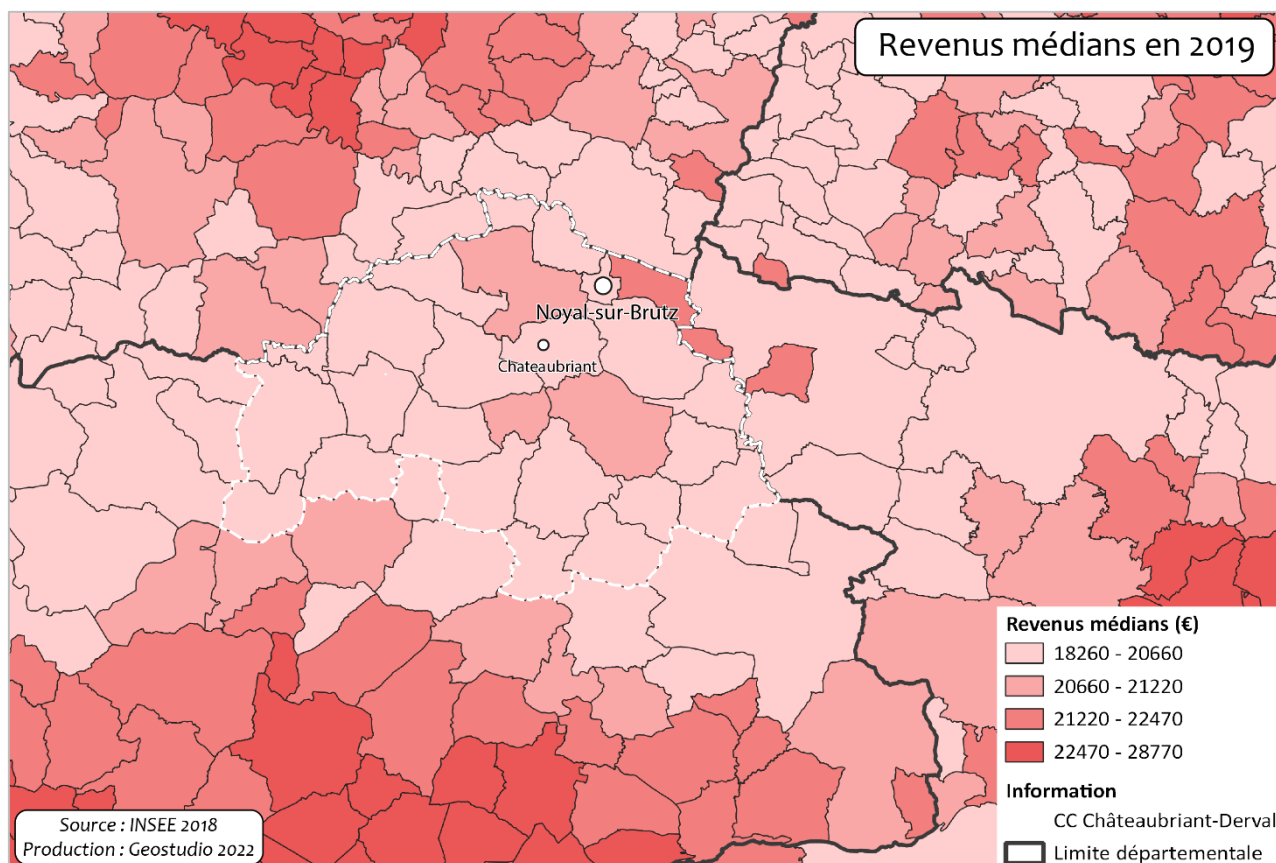 Revenus médians en 2019
Noyal-sur-Brutz
Chateaubriant
Revenus médians (€)
18260 - 20660
20660 - 21220
21220 - 22470
22470 - 28770
Information
CC Châteaubriant-Derval
Limite départementale
Source : INSEE 2018
Production : Geostudio 2022